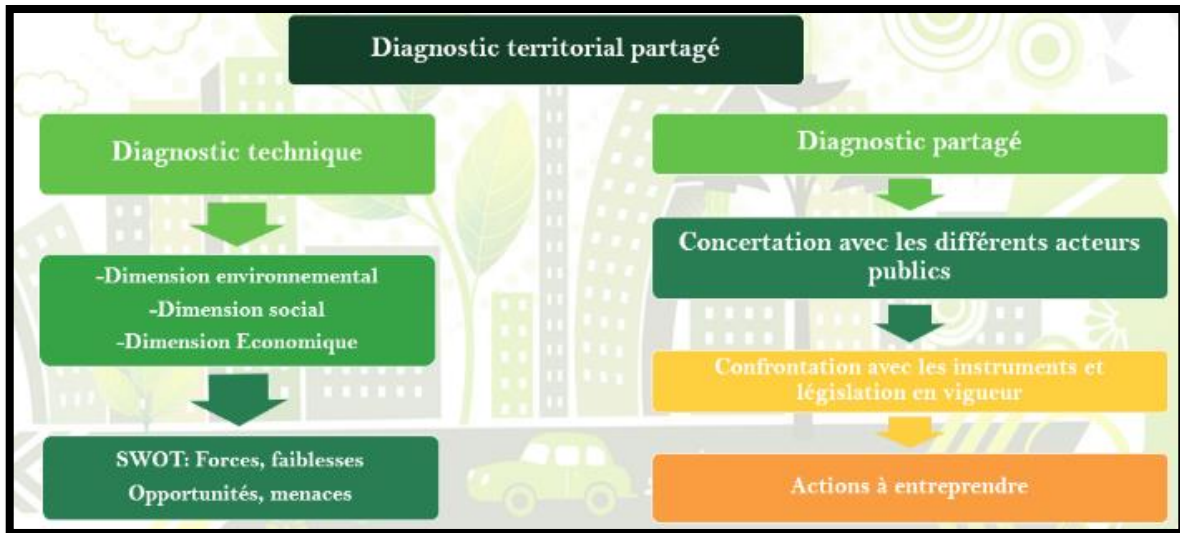 Diagnostic territorial partagé
Diagnostic technique
-Dimension environnemental
-Dimension social
-Dimension Economique
SWOT: Forces, faiblesses
Opportunités, menaces
Diagnostic partagé
Concertation avec les différents acteurs
publics
Confrontation avec les instruments et
législation en vigueur
Actions à entreprendre